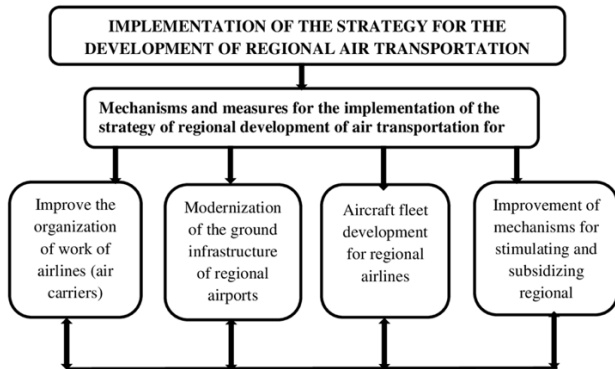 IMPLEMENTATION OF THE STRATEGY FOR THE
DEVELOPMENT OF REGIONAL AIR TRANSPORTATION
Mechanisms and measures for the implementation of the
strategy of regional development of air transportation for
Improve the
organization
of work of
airlines (air
carriers)
Modernization
of the ground
infrastructure
of regional
airports
Aircraft fleet
development
for regional
airlines
Improvement of
mechanisms for
stimulating and
subsidizing
regional